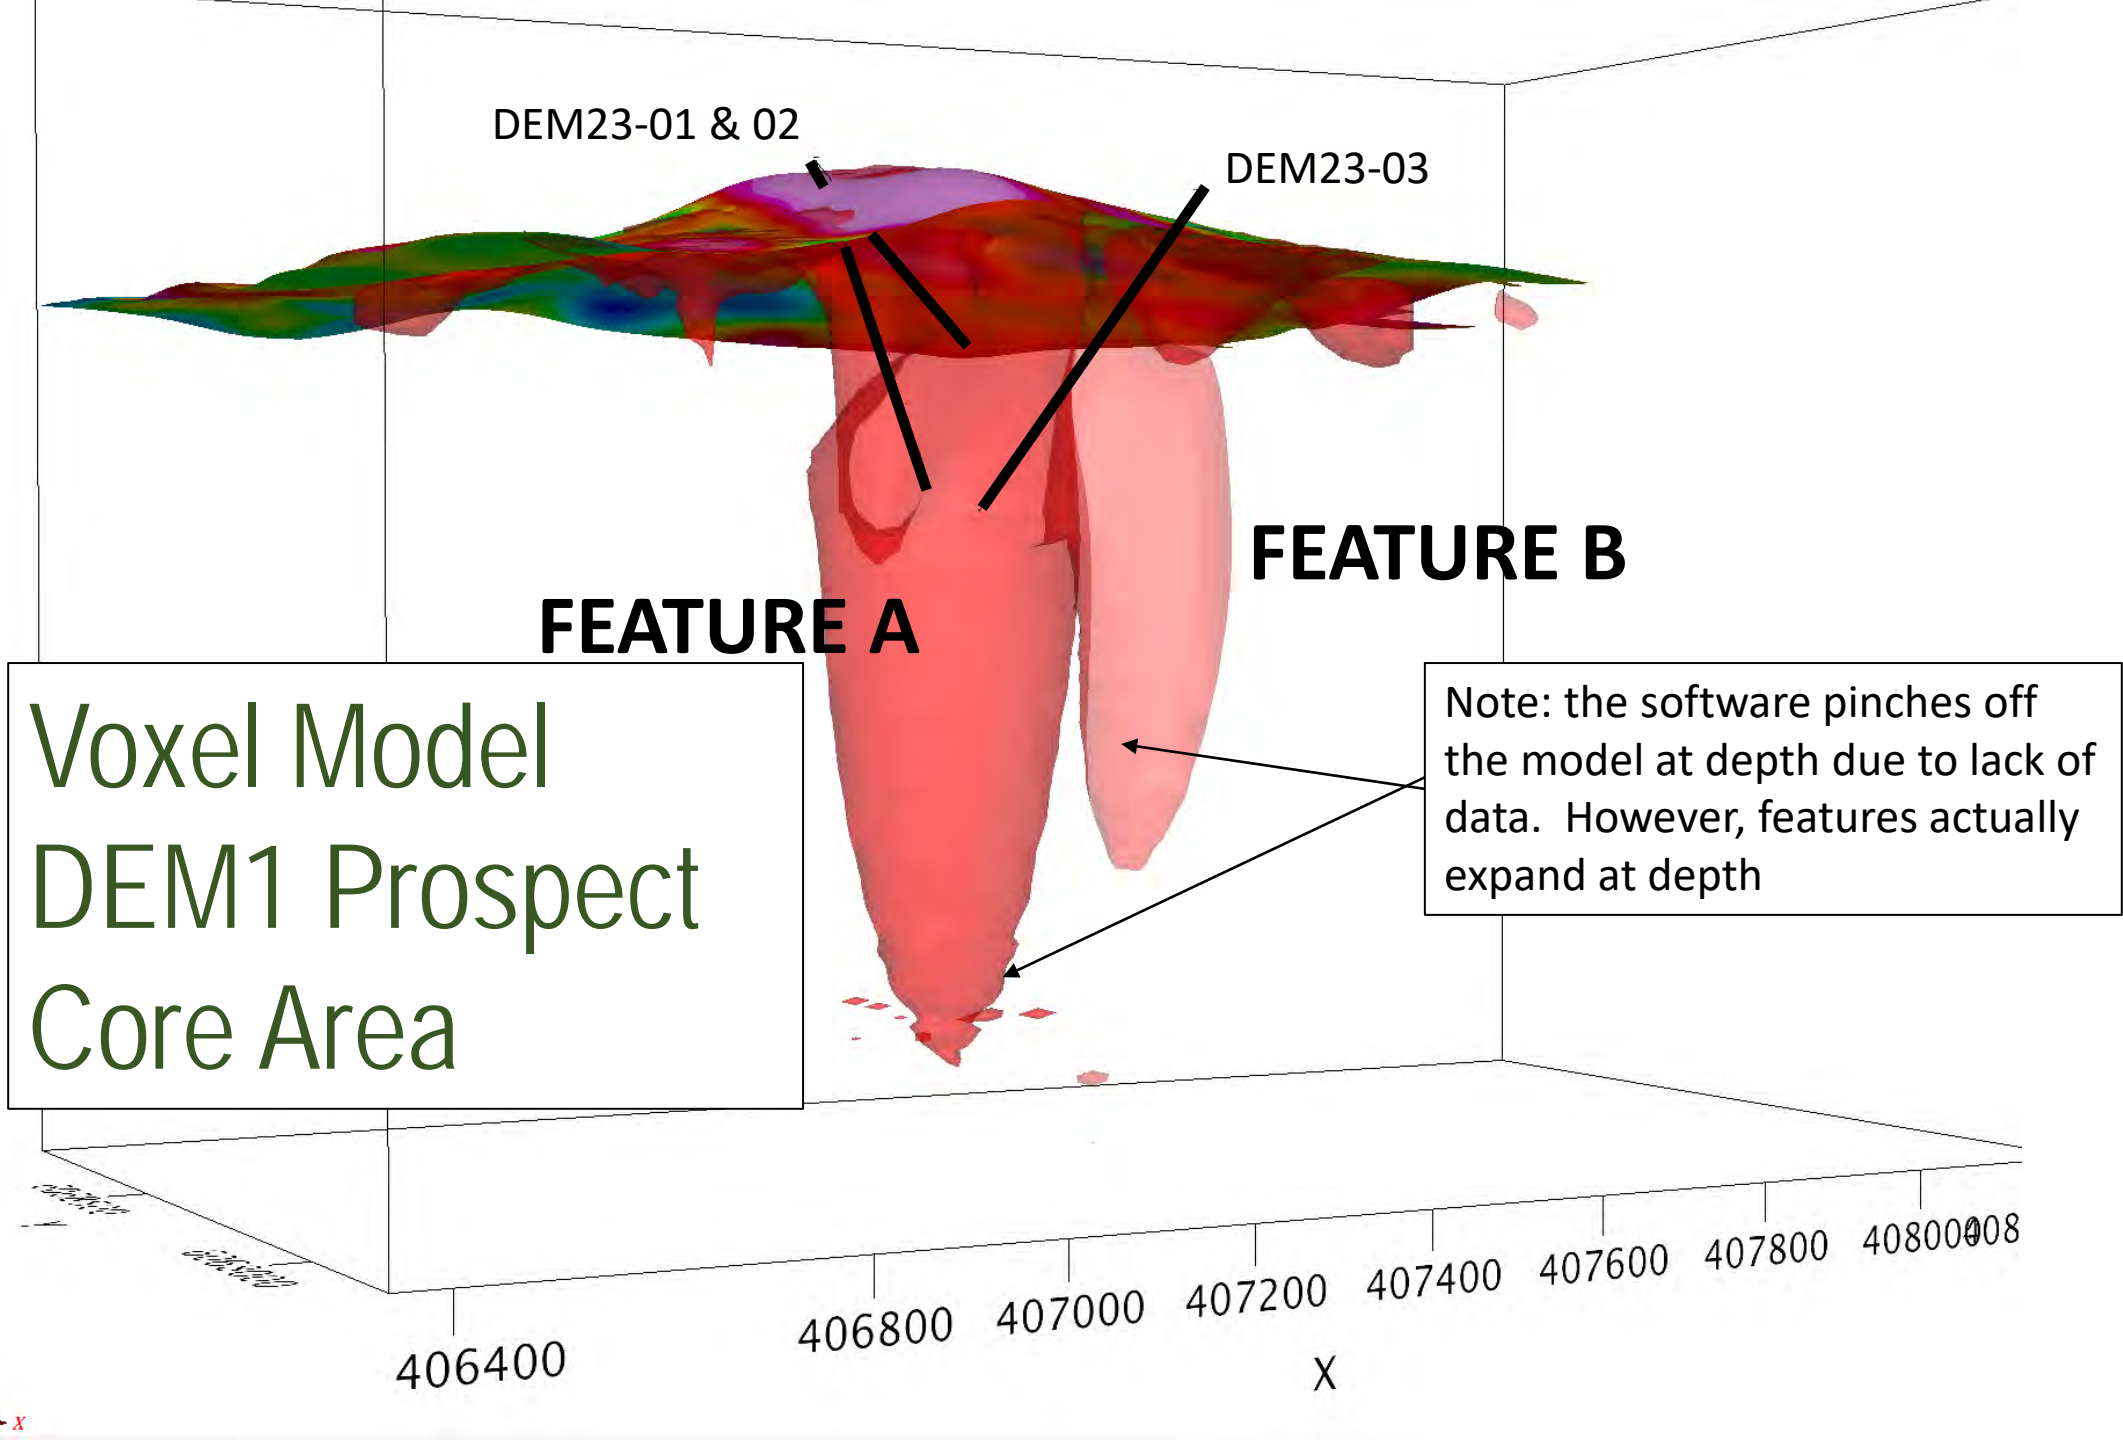 DEM23-01 & 02
DEM23-03
FEATURE B
FEATURE A
Voxel Model
DEM1 Prospect
Core Area
Note: the software pinches off
the model at depth due to lack of
data. However, features actually
expand at depth
406400
406800
407000
407200
407400
407600
407800
408000
408
X
X